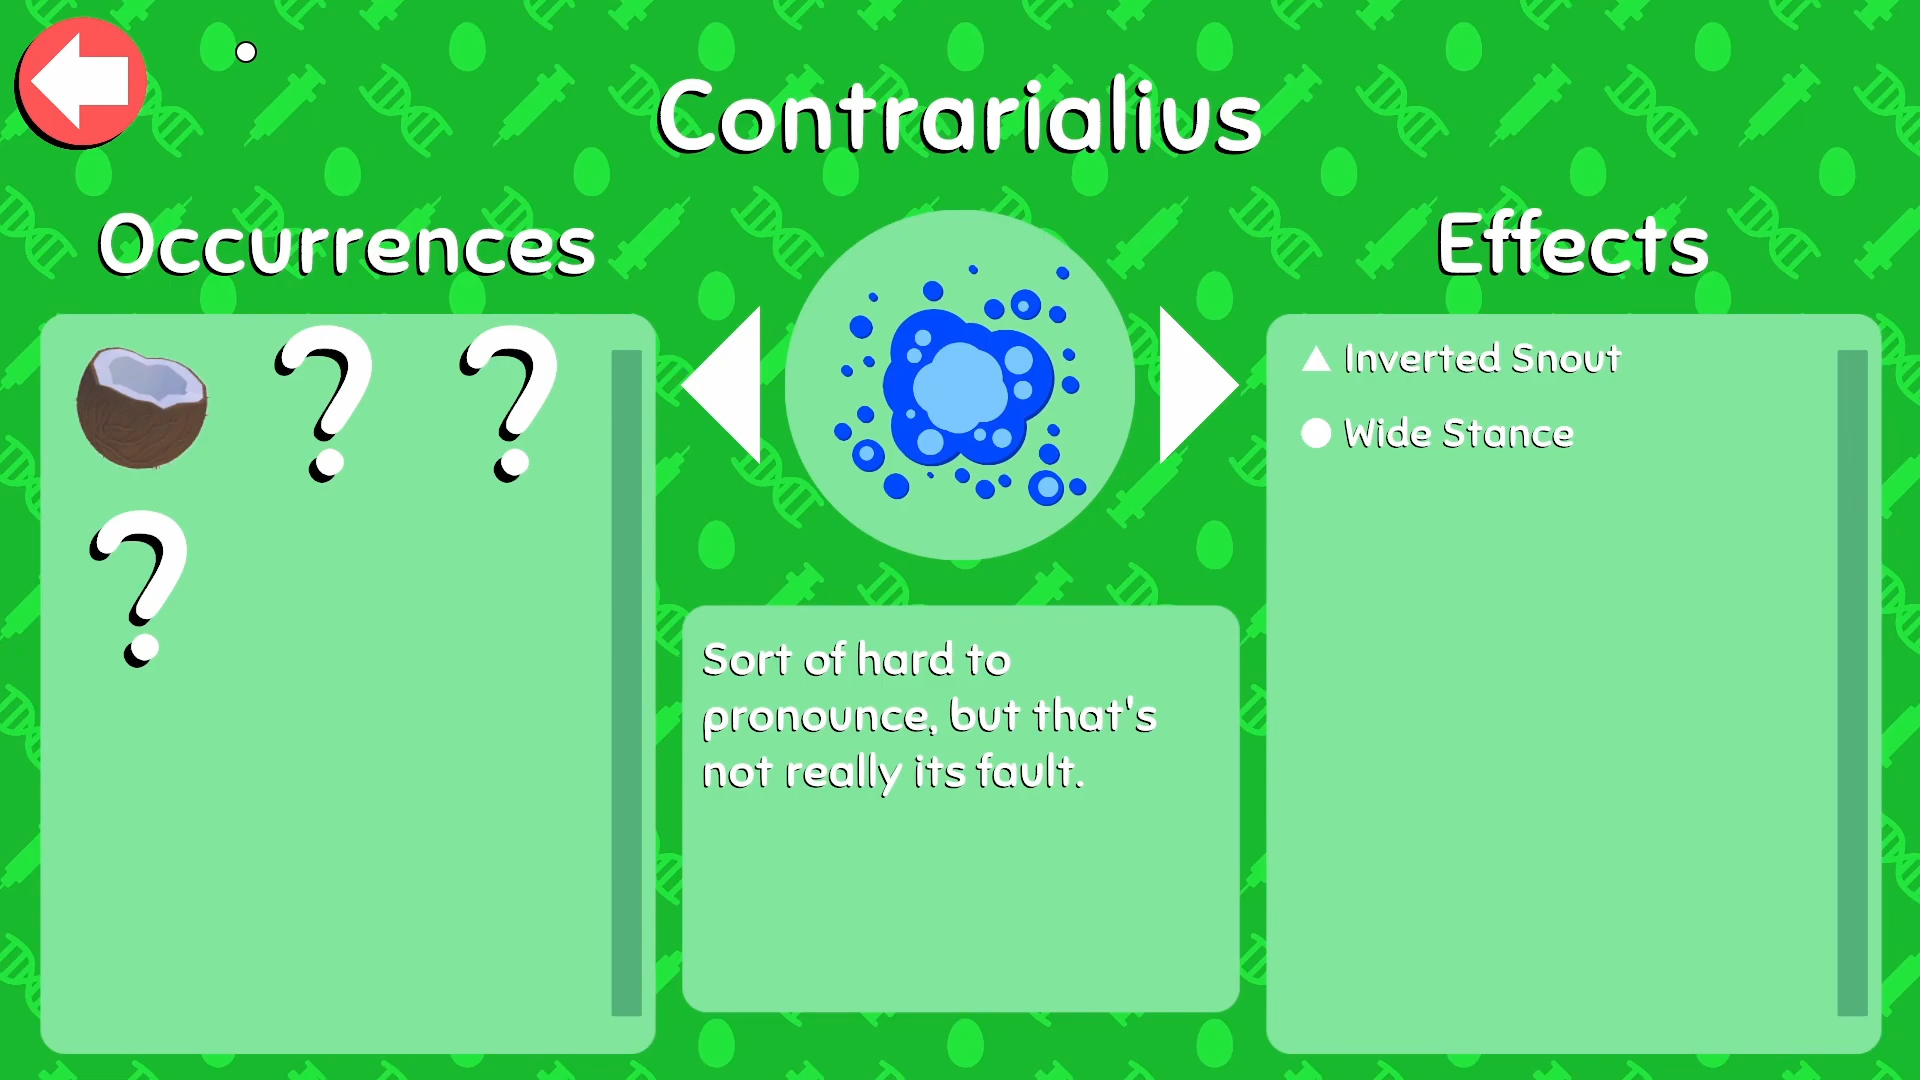 Contrarialius
Occurrences
?
?
?
Sort of hard to
pronounce, but that's
not really its fault.
Effects
Inverted Snout
Wide Stance